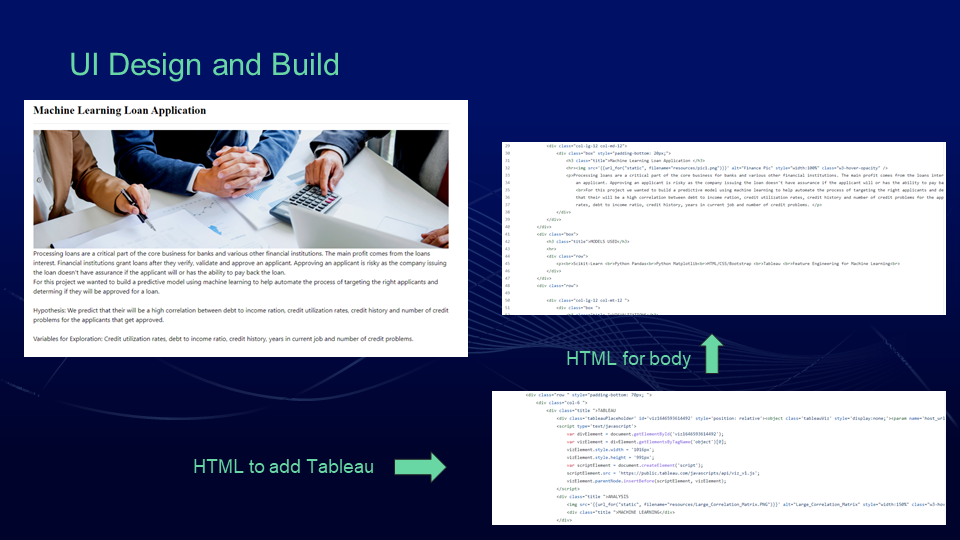 UI Design and Build
Machine Learning Loan Application
Processing loans are a critical part of the core business for banks and various other financial institutions. The main profit comes from the loans
interest. Financial institutions grant loans after they verify, validate and approve an applicant. Approving an applicant is risky as the company issuing
the loan doesn't have assurance if the applicant will or has the ability to pay back the loan.
For this project we wanted to build a predictive model using machine learning to help automate the process of targeting the right applicants and
determing if they will be approved for a loan.
Hypothesis: We predict that their will be a high correlation between debt to income ration, credit utilization rates, credit history and number of credit
problems for the applicants that get approved.
Variables for Exploration: Credit utilization rates, debt to income ratio, credit history, years in current job and number of credit problems.
29 <div class="col-lg-12 col-md-12">
30 <div class="box" style="padding-bottom: 20px;">
31 <h1 class="title">Machine Learning Loan Application </h1>
32 <hr><img src="{{url_for('static', filename='resources/pic3.png')}}" alt="Finance Pic" style="width:100%" class="w3-hover-opacity" />
33 <p>Processing loans are a critical part of the core business for banks and various other financial institutions. The main profit comes from the loans inter
34 an applicant. Approving an applicant is risky as the company issuing the loan doesn't have assurance if the applicant will or has the ability to pay be
35 <br>For this project we wanted to build a predictive model using machine learning to help automate the process of targeting the right applicants and det
36 that their will be a high correlation between debt to income ration, credit utilization rates, credit history and number of credit problems for the app
37 rates, debt to income ratio, credit history, years in current job and number of credit problems. </p>
38 </div>
39 </div>
40 </div>
41 <div class="box">
42 <h3 class="title">MODELS USED</h3>
43 <hr>
44 <div class="row">
45 <p><br>Scikit-Learn <br>Python Pandas<br>Python Matplotlib<br>HTML/CSS/Bootstrap <br>Tableau <br>Feature Engineering for Machine Learning<br>
46 </div>
47 </div>
48 <div class="row">
49
50 <div class="col-lg-12 col-mt-12 ">
51 <div class="box ">
HTML for body
<div class="row " style="padding-bottom: 70px; ">
<div class="col-6 ">
<div class="title ">TABLEAU
<div class='tableauPlaceholder' id='viz1646593614492' style='position: relative'><object class='tableauViz' style='display:none;'><param name='host_url
<script type='text/javascript'>
var divElement = document.getElementById('viz1646593614492');
var vizElement = divElement.getElementsByTagName('object')[0];
vizElement.style.width = '1016px';
vizElement.style.height = '991px';
var scriptElement = document.createElement('script');
scriptElement.src = 'https://public.tableau.com/javascripts/api/viz_v1.js';
vizElement.parentNode.insertBefore(scriptElement, vizElement);
</script>
<div class="title ">ANALYSIS
<img src="{{url_for("static", filename="resources/Large_Correlation_Matrix.PNG")}}" alt="Large_Correlation_Matrix" style="width:150%" class="w3-hov
<div class="title ">MACHINE LEARNING</div>
</div>
HTML to add Tableau